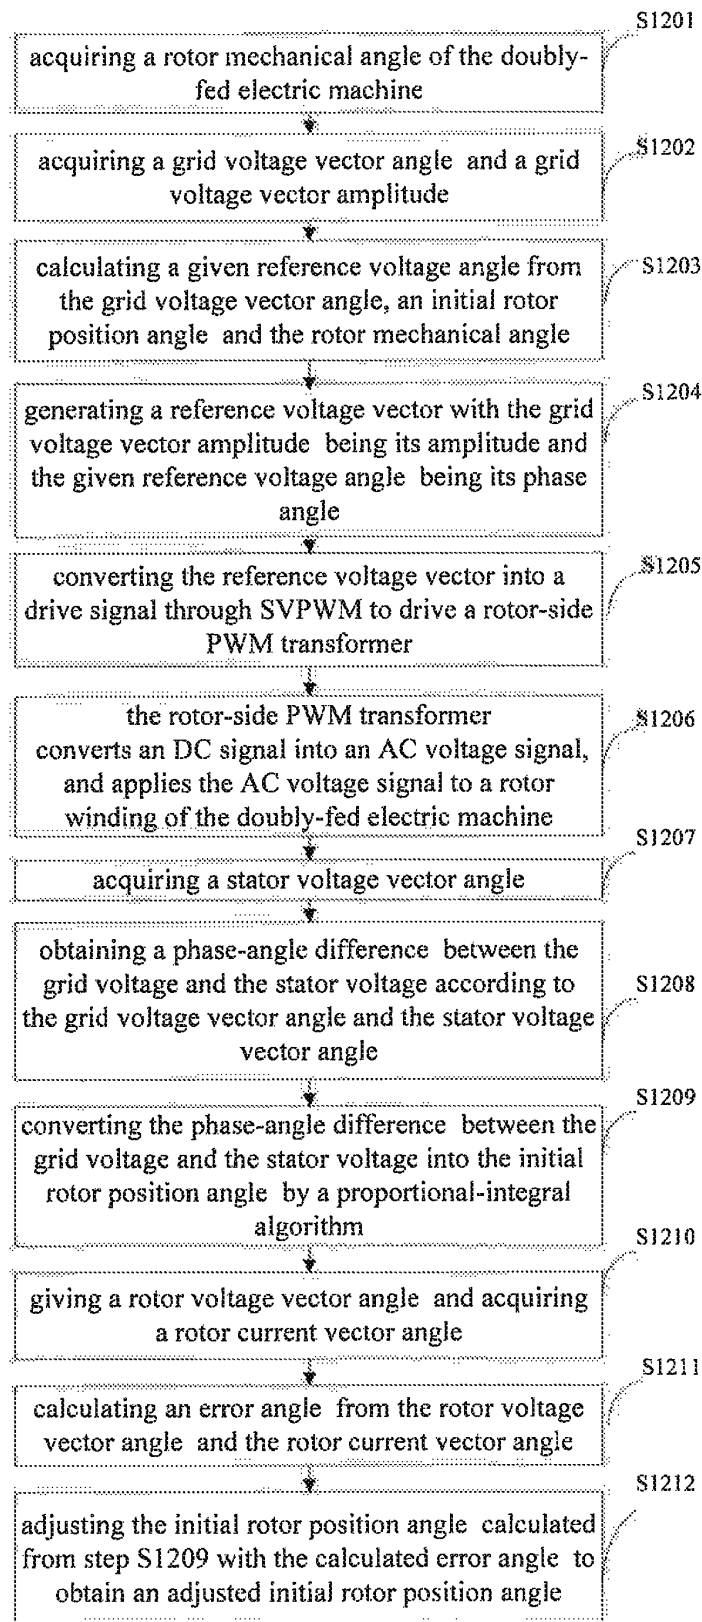 S1201
acquiring a rotor mechanical angle of the doubly-
fed electric machine
S1202
acquiring a grid voltage vector angle and a grid
voltage vector amplitude
S1203
calculating a given reference voltage angle from
the grid voltage vector angle, an initial rotor
position angle and the rotor mechanical angle
S1204
generating a reference voltage vector with the grid
voltage vector amplitude being its amplitude and
the given reference voltage angle being its phase
angle
S1205
converting the reference voltage vector into a
drive signal through SVPWM to drive a rotor-side
PWM transformer
S1206
the rotor-side PWM transformer
converts an DC signal into an AC voltage signal,
and applies the AC voltage signal to a rotor
winding of the doubly-fed electric machine
S1207
acquiring a stator voltage vector angle
S1208
obtaining a phase-angle difference between the
grid voltage and the stator voltage according to
the grid voltage vector angle and the stator voltage
vector angle
S1209
converting the phase-angle difference between the
grid voltage and the stator voltage into the initial
rotor position angle by a proportional-integral
algorithm
S1210
giving a rotor voltage vector angle and acquiring
a rotor current vector angle
S1211
calculating an error angle from the rotor voltage
vector angle and the rotor current vector angle
S1212
adjusting the initial rotor position angle calculated
from step S1209 with the calculated error angle to
obtain an adjusted initial rotor position angle